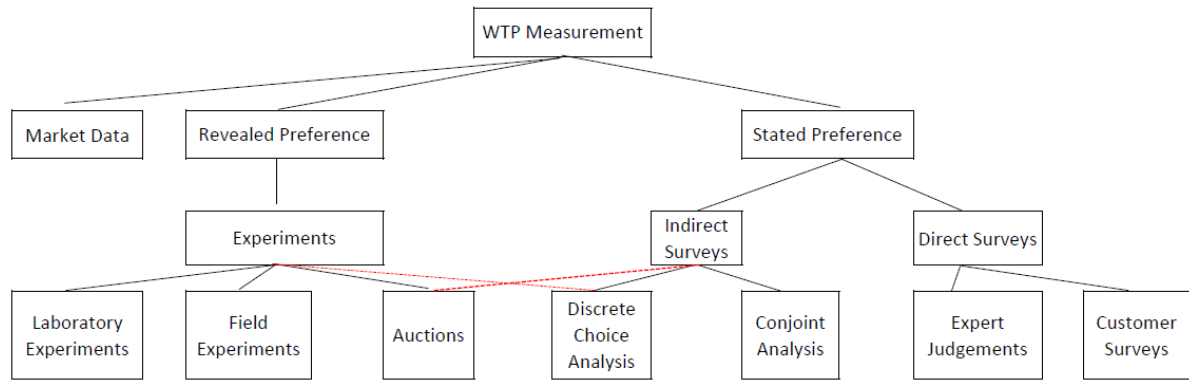 WTP Measurement
Market Data
Revealed Preference
Stated Preference
Experiments
Indirect
Surveys
Direct Surveys
Laboratory
Experiments
Field
Experiments
Auctions
Discrete
Choice
Analysis
Conjoint
Analysis
Expert
Judgements
Customer
Surveys